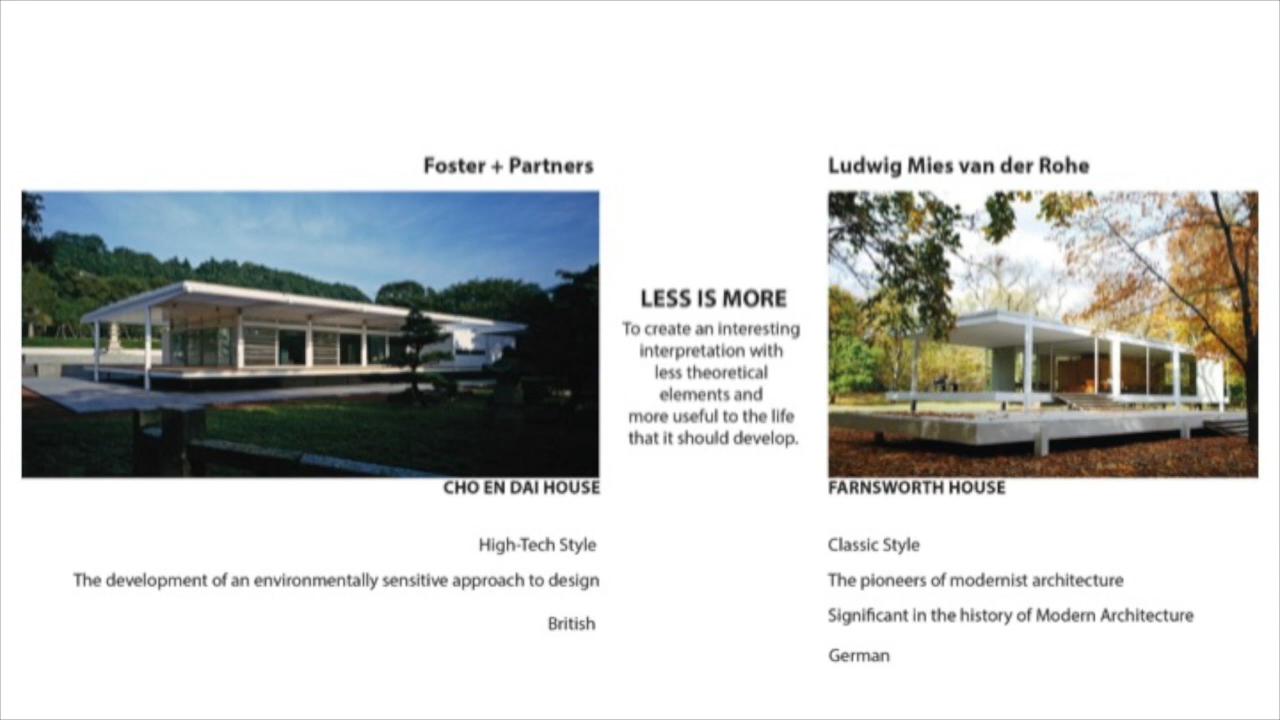 Foster + Partners
Ludwig Mies van der Rohe
LESS IS MORE
To create an interesting
interpretation with
less theoretical
elements and
more useful to the life
that it should develop.
CHO EN DAI HOUSE
FARNSWORTH HOUSE
High-Tech Style
The development of an environmentally sensitive approach to design
British
Classic Style
The pioneers of modernist architecture
Significant in the history of Modern Architecture
German